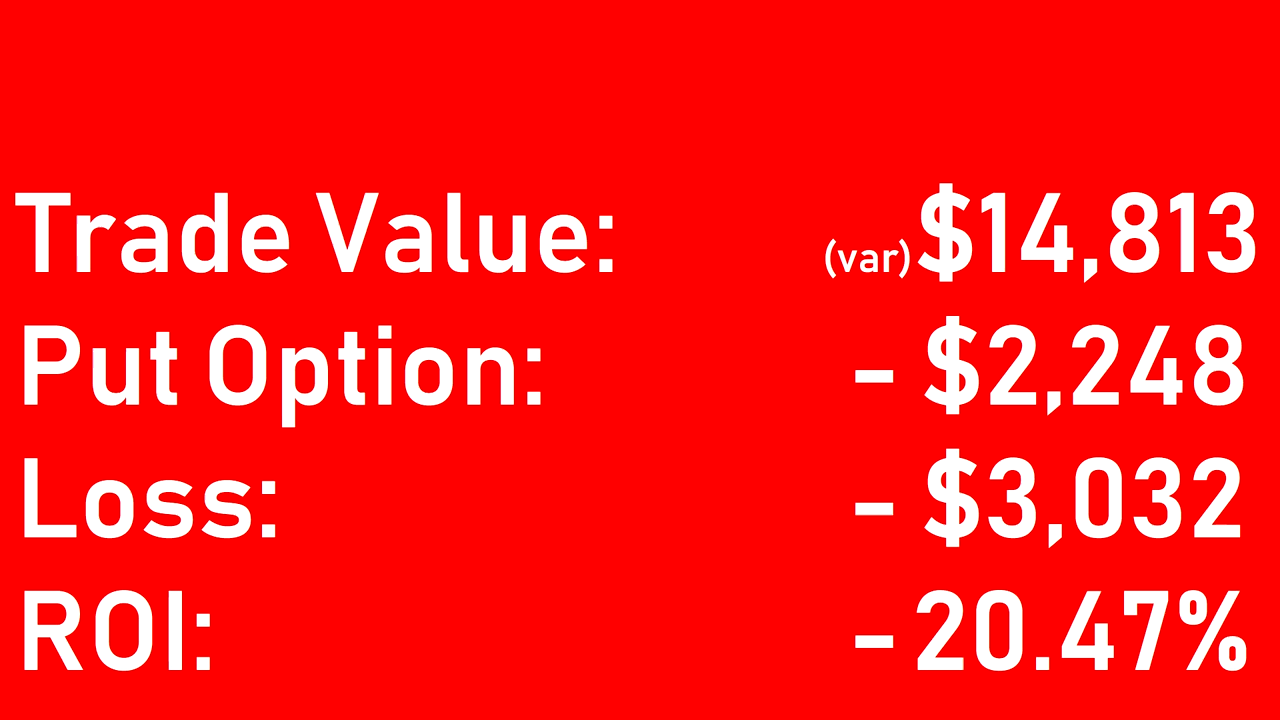 Trade Value: (var)$14,813
Put Option: - $2,248
Loss: - $3,032
ROI: -20.47%